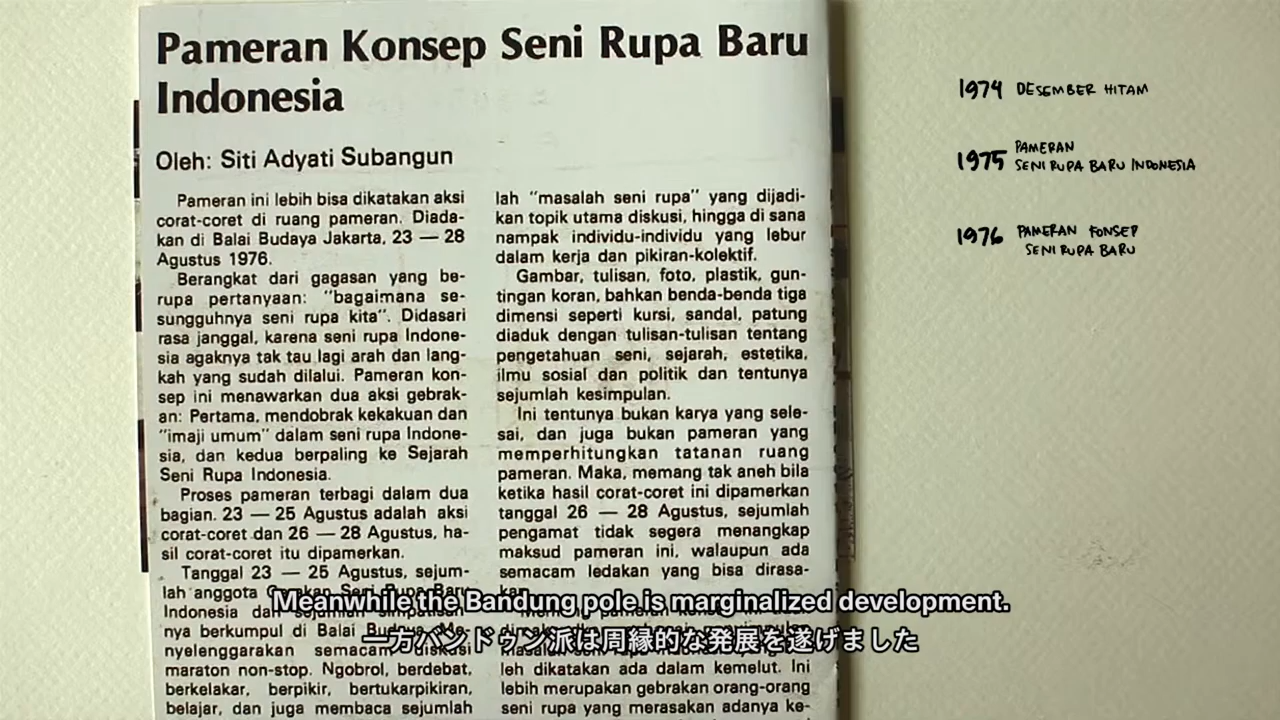 Pameran Konsep Seni Rupa Baru
Indonesia
Oleh: Siti Adyati Subangun
Pameran ini lebih bisa dikatakan aksi
corat-coret di ruang pameran. Diada-
kan di Balai Budaya Jakarta, 23 — 28
Agustus 1976.
Berangkat dari gagasan yang be-
rupa pertanyaan: "bagaimana se-
sungguhnya seni rupa kita". Didasari
rasa janggal, karena seni rupa Indone-
sia agaknya tak tau lagi arah dan lang-
kah yang sudah dilalui. Pameran kon-
sep ini menawarkan dua aksi gebrak-
an: Pertama, mendobrak kekakuan dan
"imaji umum" dalam seni rupa Indone-
sia, dan kedua berpaling ke Sejarah
Seni Rupa Indonesia.
Proses pameran terbagi dalam dua
bagian. 23 — 25 Agustus adalah aksi
corat-coret dan 26 — 28 Agustus, ha-
sil corat-coret itu dipamerkan.
Tanggal 23 — 25 Agustus, sejum-
lah anggota Gerakan Seni Rupa Baru
Indonesia dan simpatisan
nya berkumpul di Balai Budaya. Me-
nyelenggarakan semacam diskusi
maraton non-stop. Ngobrol, berdebat,
berkelakar, berpikir, bertukarpikiran,
belajar, dan juga membaca sejumlah
lah "masalah seni rupa" yang dijadi-
kan topik utama diskusi, hingga di sana
nampak individu-individu yang lebur
dalam kerja dan pikiran-kolektif.
Gambar, tulisan, foto, plastik, gun-
tingan koran, bahkan benda-benda tiga
dimensi seperti kursi, sandal, patung
diaduk dengan tulisan-tulisan tentang
pengetahuan seni, sejarah, estetika,
ilmu sosial dan politik dan tentunya
sejumlah kesimpulan.
Ini tentunya bukan karya yang sele-
sai, dan juga bukan pameran yang
memperhitungkan tatanan ruang
pameran. Maka, memang tak aneh bila
ketika hasil corat-coret ini dipamerkan
tanggal 26 — 28 Agustus, sejumlah
pengamat tidak segera menangkap
maksud pameran ini, walaupun ada
semacam ledakan yang bisa dirasa-
kan.
leh dikatakan ada dalam kemelut. Ini
lebih merupakan gebrakan orang-orang
seni rupa yang merasakan adanya ke-
1974 DESEMBER HITAM
1975 PAMERAN
SENI RUPA BARU INDONESIA
1976 PAMERAN KONSEP
SENI RUPA BARU
Meanwhile the Bandung pole is marginalized development.
一方バンドゥン派は周縁的な発展を遂げました